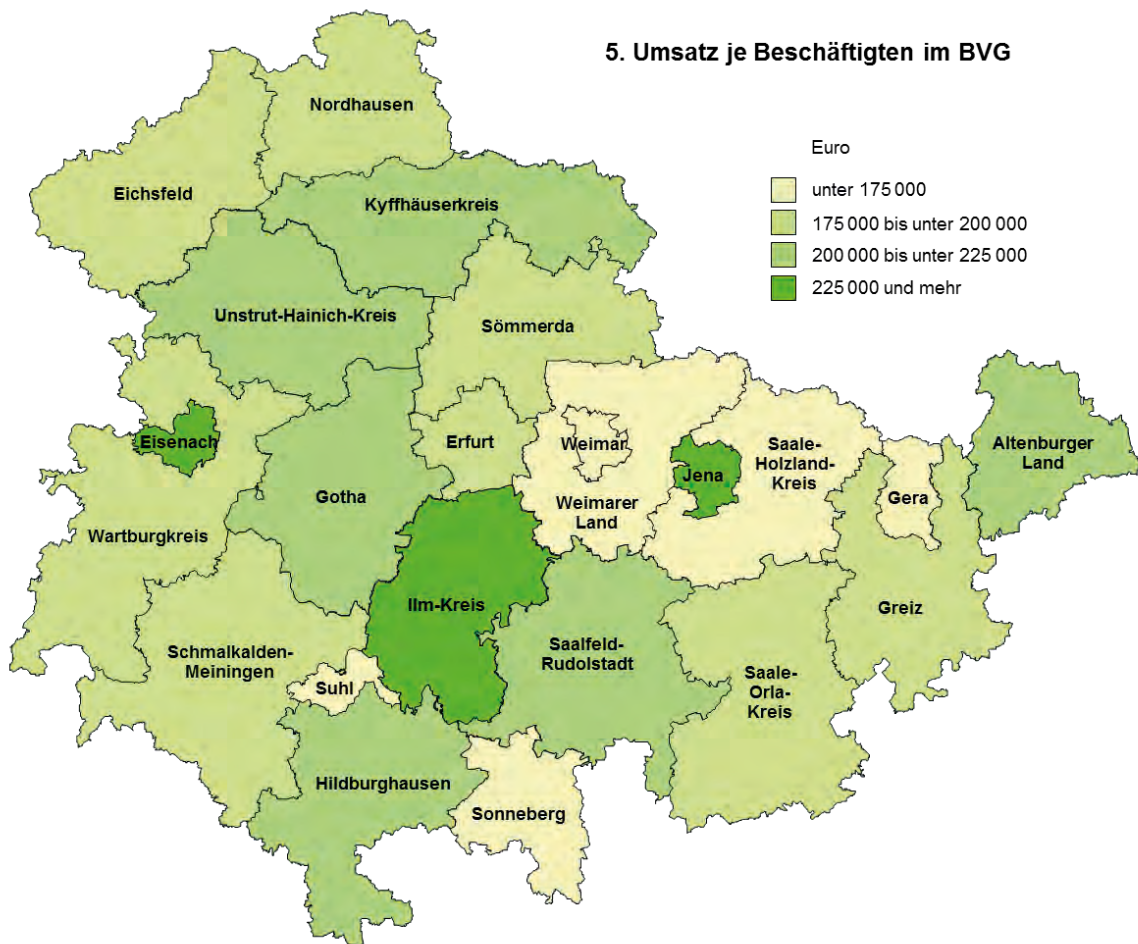 5. Umsatz je Beschäftigten im BVG
Euro
unter 175 000
175 000 bis unter 200 000
200 000 bis unter 225 000
225 000 und mehr
Nordhausen
Eichsfeld
Kyffhäuserkreis
Unstrut-Hainich-Kreis
Sömmerda
Eisenach
Erfurt
Weimar
Saale-
Holzland-
Kreis
Altenburger
Land
Jena
Gotha
Gera
Weimarer
Land
Wartburgkreis
Ilm-Kreis
Greiz
Saalfeld-
Rudolstadt
Schmalkalden-
Meiningen
Suhl
Saale-
Orla-
Kreis
Hildburghausen
Sonneberg